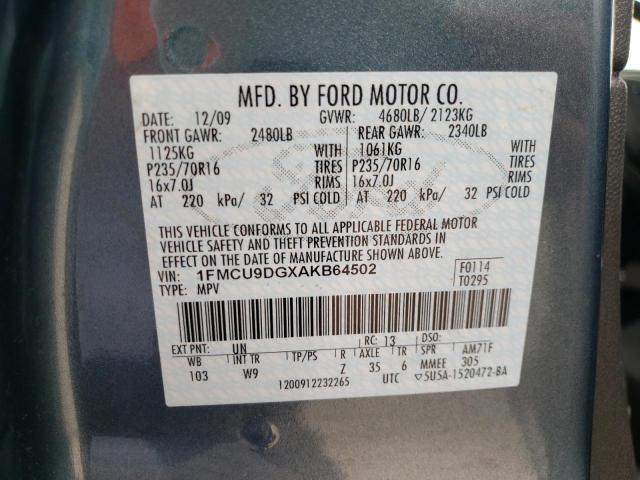 MFD. BY FORD MOTOR CO.
DATE: 12/09 GVWR: 4680LB/ 2123KG
FRONT GAWR: 2480LB REAR GAWR: 2340LB
1125KG WITH 1061KG WITH
P235/70R16 TIRES P235/70R16 TIRES
16x7.0J RIMS 16x7.0J RIMS
AT 220 kPa/ 32 PSI COLD AT 220 kPa/ 32 PSI COLD
THIS VEHICLE CONFORMS TO ALL APPLICABLE FEDERAL MOTOR
VEHICLE SAFETY AND THEFT PREVENTION STANDARDS IN
EFFECT ON THE DATE OF MANUFACTURE SHOWN ABOVE.
VIN: 1FMCU9DGXAKB64502 F0114
TYPE: MPV T0295
EXT PNT: UN RC: 13 DSO:
WB INT TR TP/PS R AXLE TR SPR AM71F
103 W9 Z 35 6 MMEE 305
1200912232265 UTC ▽5U5A-1520472-BA